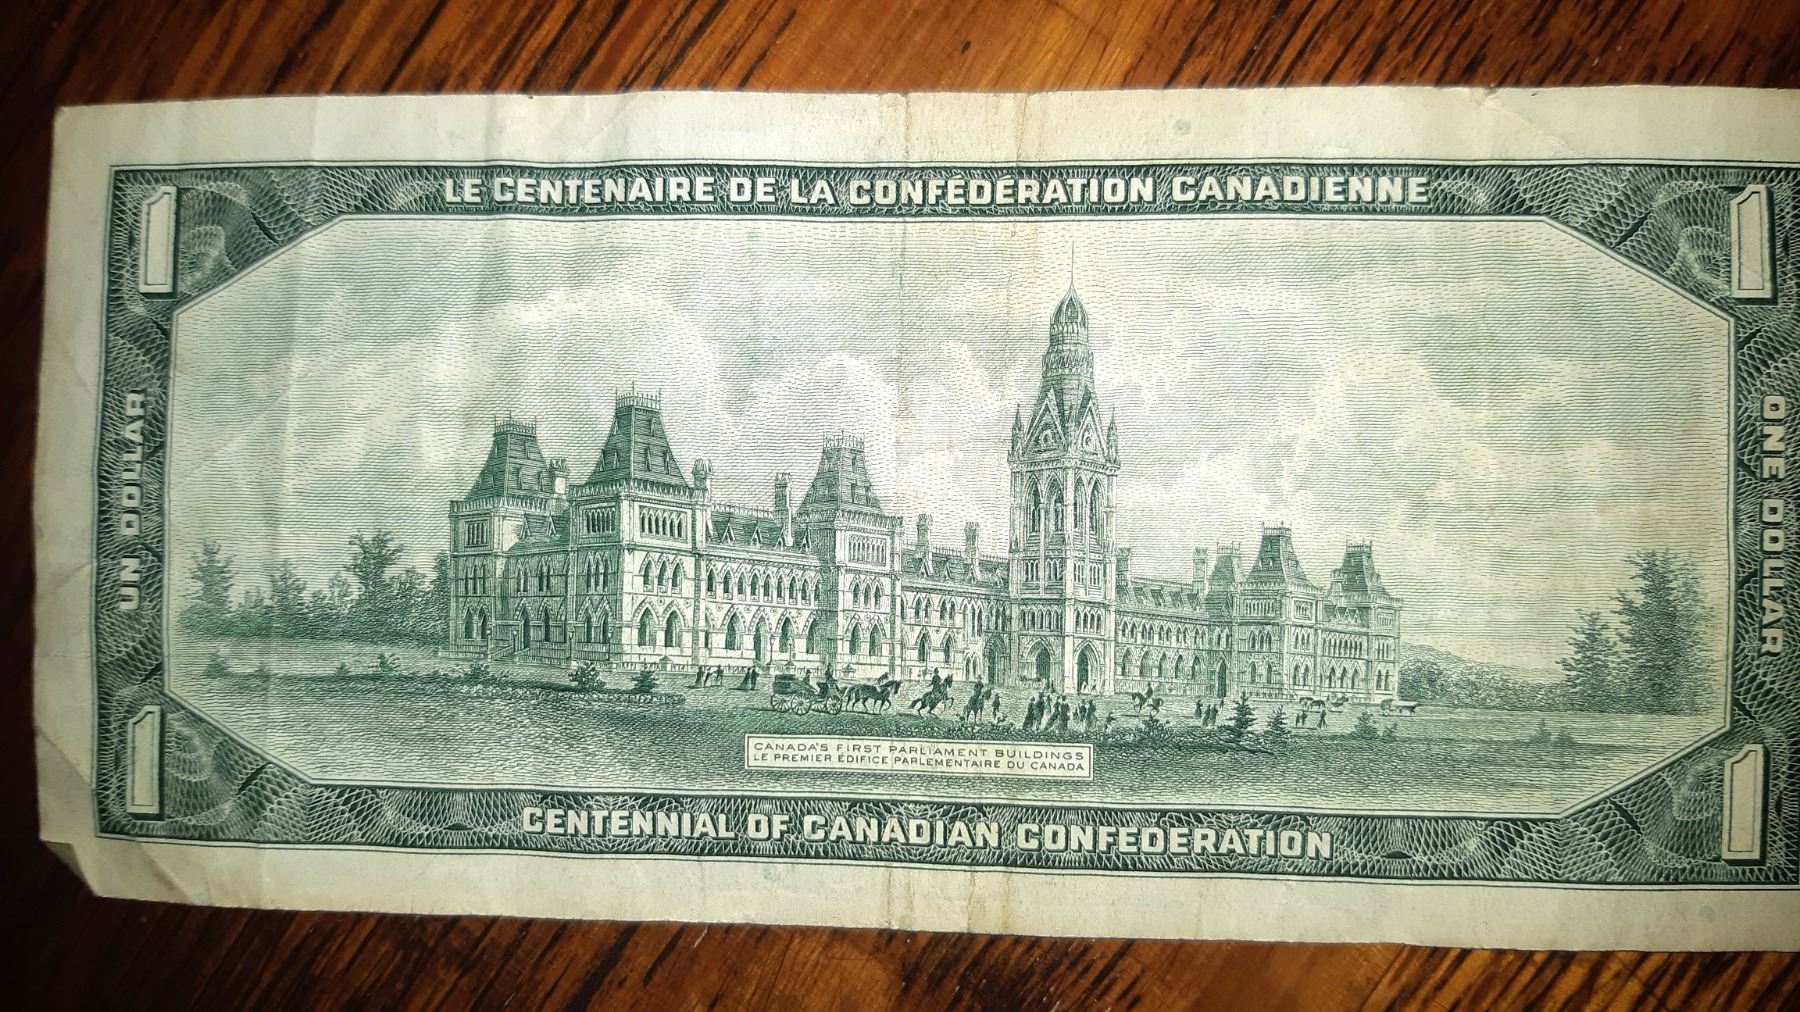 LE CENTENAIRE DE LA CONFÉDÉRATION CANADIENNE
1
1
UN DOLLAR
ONE DOLLAR
CANADA'S FIRST PARLIAMENT BUILDINGS
LE PREMIER ÉDIFICE PARLEMENTAIRE DU CANADA
1
1
CENTENNIAL OF CANADIAN CONFEDERATION